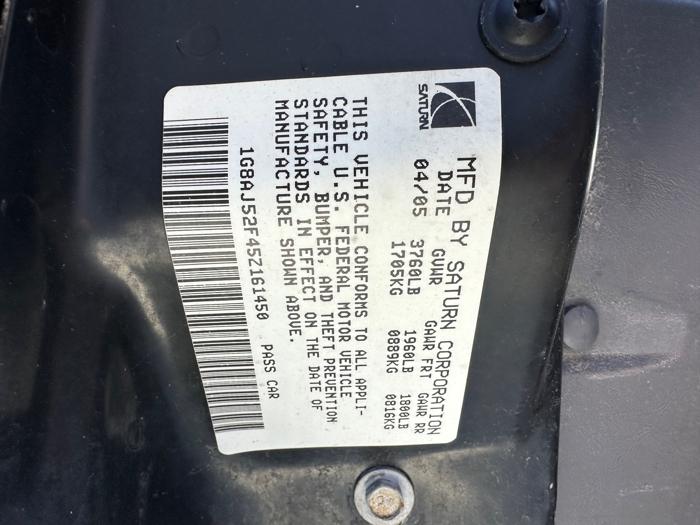 SATURN
MFD BY SATURN CORPORATION
DATE GVWR GAWR FRT GAWR RR
04/05 3760LB 1960LB 1800LB
1705KG 0889KG 0816KG
THIS VEHICLE CONFORMS TO ALL APPLI-
CABLE U.S. FEDERAL MOTOR VEHICLE
SAFETY, BUMPER, AND THEFT PREVENTION
STANDARDS IN EFFECT ON THE DATE OF
MANUFACTURE SHOWN ABOVE.
1G8AJ52F45Z161450 PASS CAR